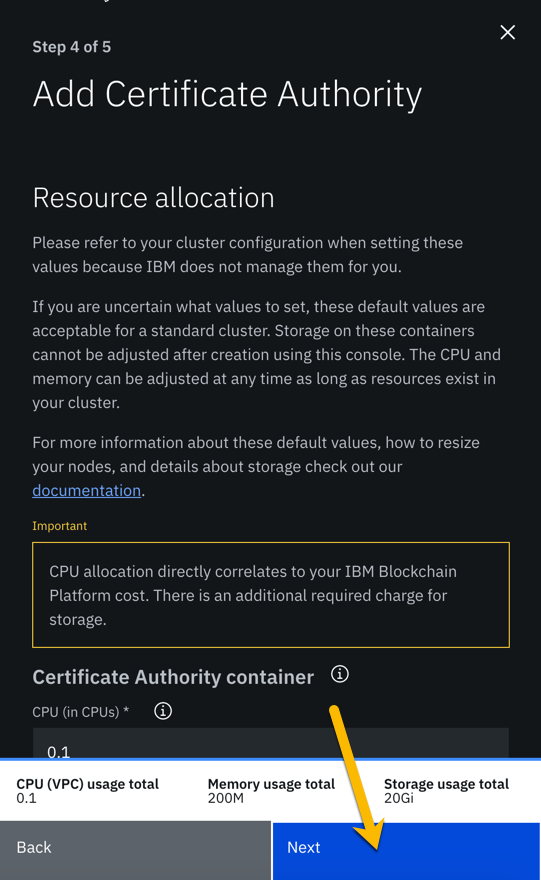 Step 4 of 5
Add Certificate Authority
Resource allocation
Please refer to your cluster configuration when setting these
values because IBM does not manage them for you.
If you are uncertain what values to set, these default values are
acceptable for a standard cluster. Storage on these containers
cannot be adjusted after creation using this console. The CPU and
memory can be adjusted at any time as long as resources exist in
your cluster.
For more information about these default values, how to resize
your nodes, and details about storage check out our
documentation.
Important
CPU allocation directly correlates to your IBM Blockchain
Platform cost. There is an additional required charge for
storage.
Certificate Authority container
CPU (in CPUs) *
0.1
CPU (VPC) usage total Memory usage total Storage usage total
0.1 200M 20Gi
Back Next